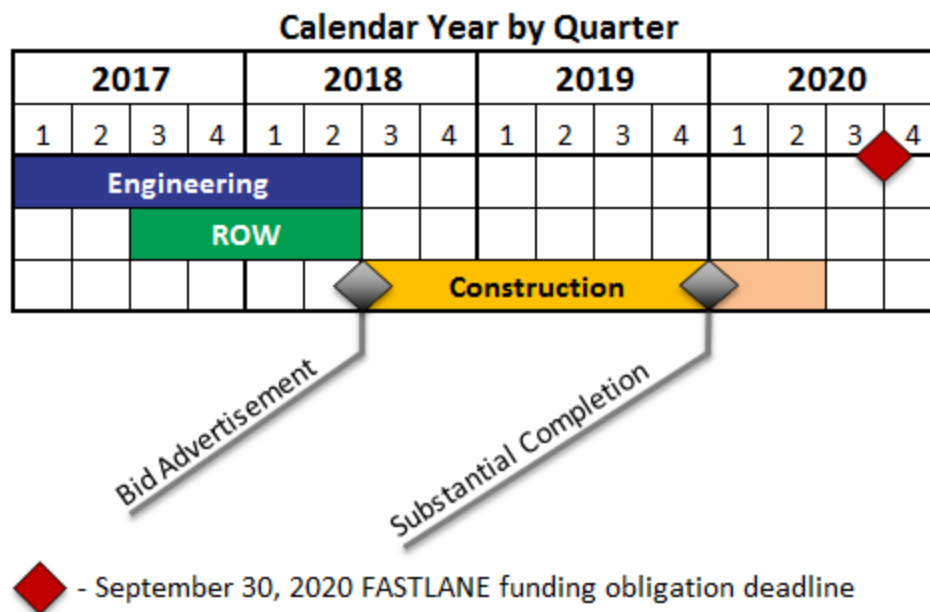 Calendar Year by Quarter
2017 2018 2019 2020
1 2 3 4 1 2 3 4 1 2 3 4 1 2 3 4
Engineering
ROW
Construction
Bid Advertisement
Substantial Completion
- September 30, 2020 FASTLANE funding obligation deadline